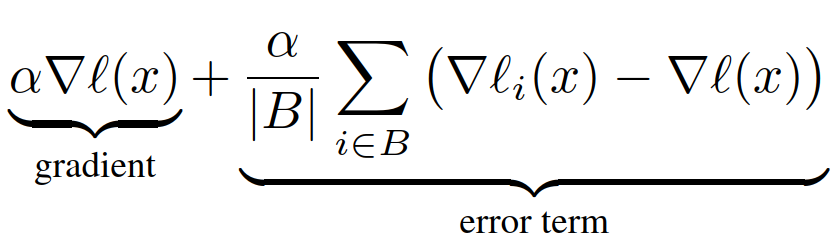 α∇ℓ(x) + α/|B| ∑_{i∈B} (∇ℓ_i(x) − ∇ℓ(x))
gradient
error term